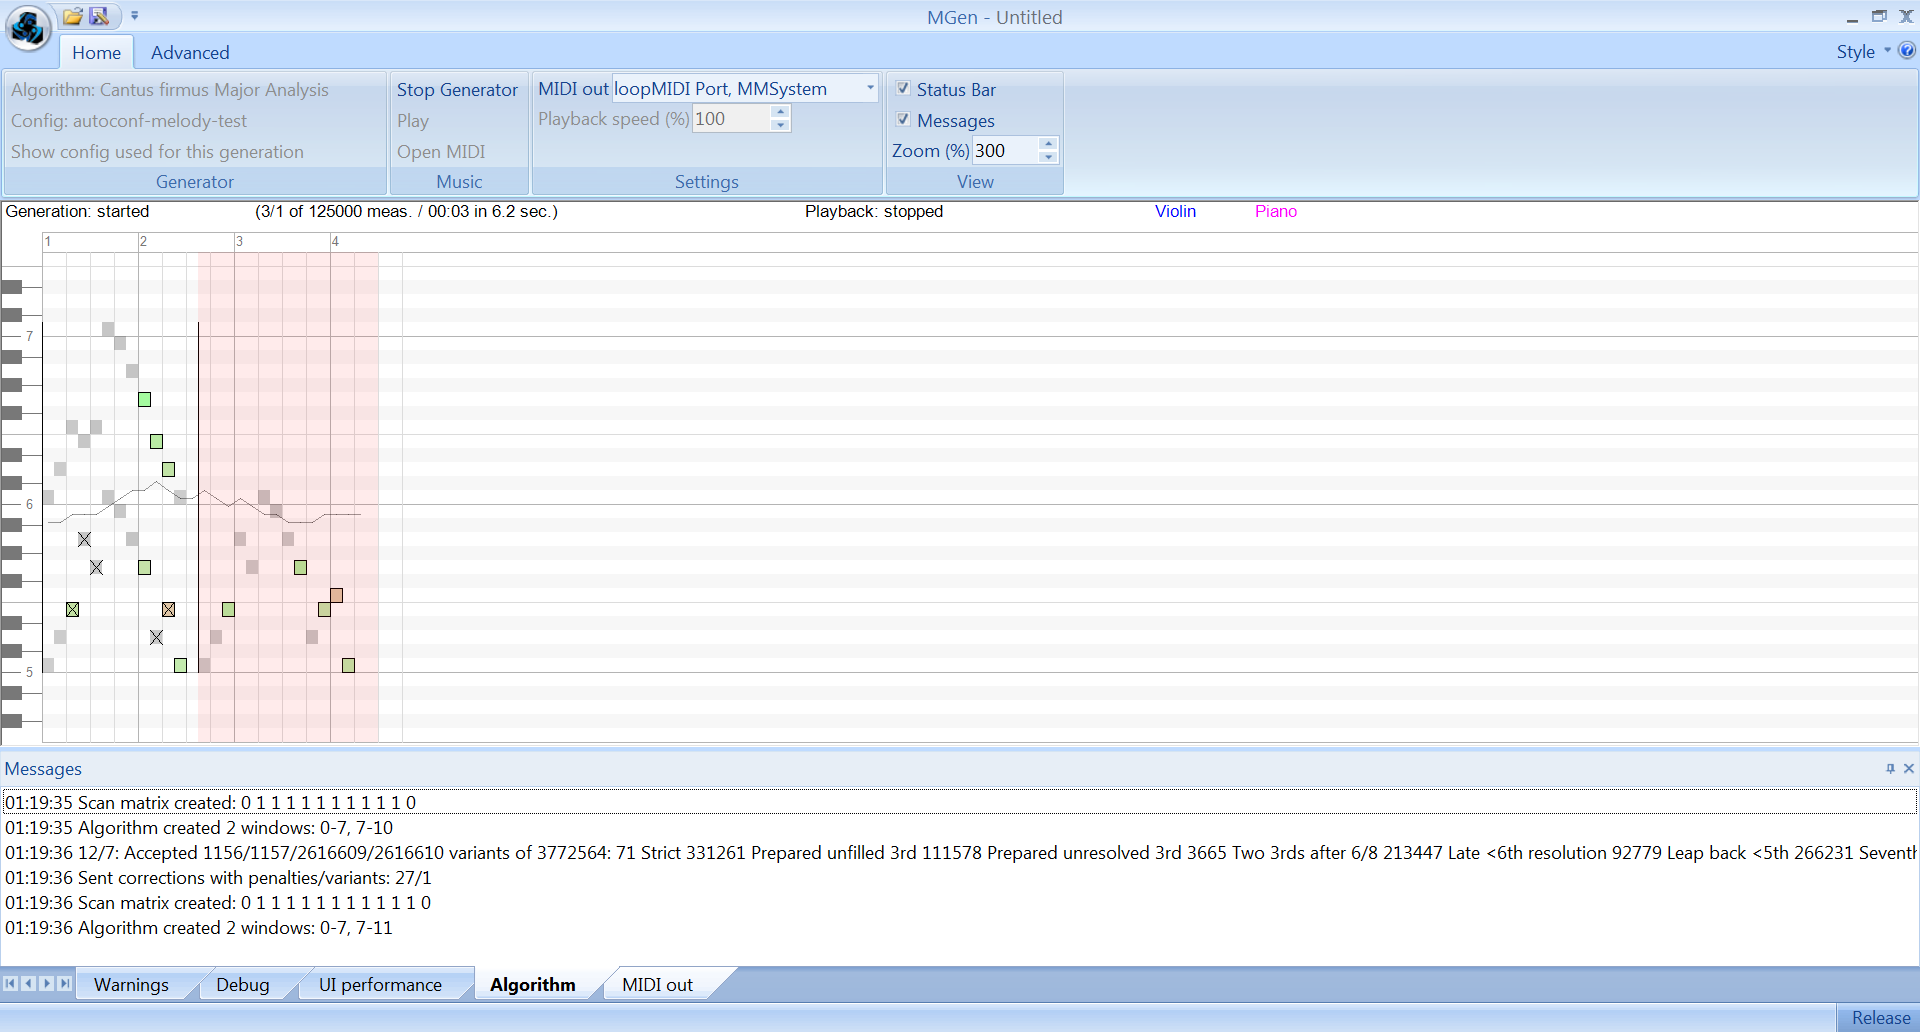 MGen - Untitled
Home Advanced Style
Algorithm: Cantus firmus Major Analysis
Config: autoconf-melody-test
Show config used for this generation
Generator
Stop Generator
Play
Open MIDI
Music
MIDI out loopMIDI Port, MMSystem
Playback speed (%) 100
Settings
Status Bar
Messages
Zoom (%) 300
View
Generation: started (3/1 of 125000 meas. / 00:03 in 6.2 sec.) Playback: stopped Violin Piano
1 2 3 4
7
6
5
Messages
01:19:35 Scan matrix created: 0 1 1 1 1 1 1 1 1 1 1 0
01:19:35 Algorithm created 2 windows: 0-7, 7-10
01:19:36 12/7: Accepted 1156/1157/2616609/2616610 variants of 3772564: 71 Strict 331261 Prepared unfilled 3rd 111578 Prepared unresolved 3rd 3665 Two 3rds after 6/8 213447 Late <6th resolution 92779 Leap back <5th 266231 Seventh
01:19:36 Sent corrections with penalties/variants: 27/1
01:19:36 Scan matrix created: 0 1 1 1 1 1 1 1 1 1 1 1 0
01:19:36 Algorithm created 2 windows: 0-7, 7-11
Warnings Debug UI performance Algorithm MIDI out
Release